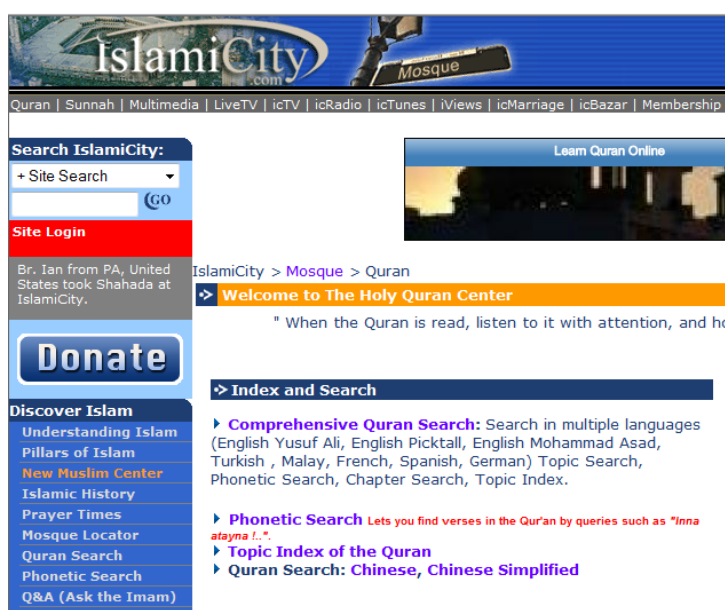 IslamiCity
.com
Mosque
Quran | Sunnah | Multimedia | LiveTV | icTV | icRadio | icTunes | iViews | icMarriage | icBazar | Membership
Search IslamiCity:
+ Site Search
GO
Site Login
Br. Ian from PA, United
States took Shahada at
IslamiCity.
Donate
Discover Islam
Understanding Islam
Pillars of Islam
New Muslim Center
Islamic History
Prayer Times
Mosque Locator
Quran Search
Phonetic Search
Q&A (Ask the Imam)
Learn Quran Online
IslamiCity > Mosque > Quran
Welcome to The Holy Quran Center
" When the Quran is read, listen to it with attention, and
Index and Search
Comprehensive Quran Search: Search in multiple languages
(English Yusuf Ali, English Picktall, English Mohammad Asad,
Turkish , Malay, French, Spanish, German) Topic Search,
Phonetic Search, Chapter Search, Topic Index.
Phonetic Search Lets you find verses in the Qur'an by queries such as "Inna
atayna !..".
Topic Index of the Quran
Quran Search: Chinese, Chinese Simplified